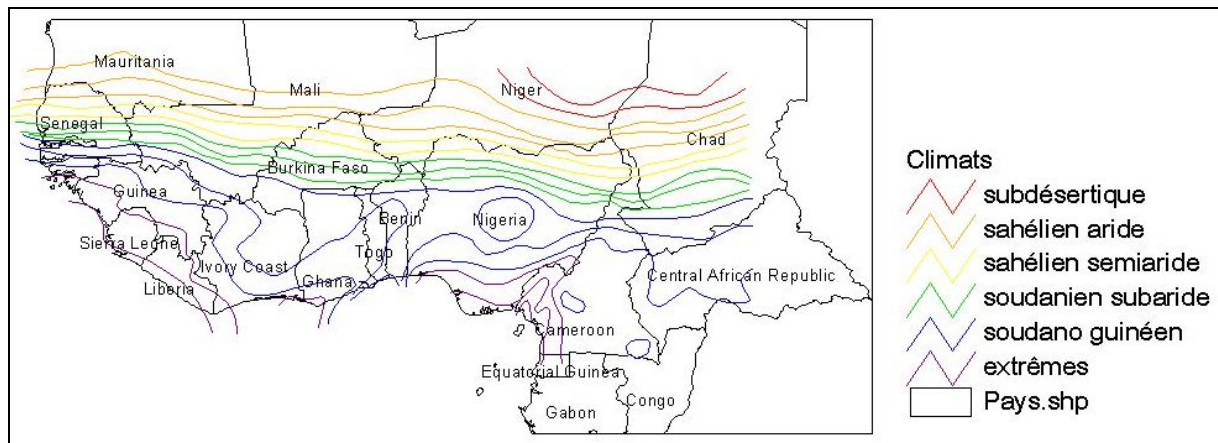 Mauritania
Mali
Niger
Senegal
Chad
Burkina Faso
Guinea
Benin
Nigeria
Sierra Leone
Ivory Coast
Togo
Ghana
Liberia
Central African Republic
Cameroon
Equatorial Guinea
Gabon
Congo
Climats
subdésertique
sahélien aride
sahélien semiaride
soudanien subaride
soudano guinéen
extrêmes
Pays.shp